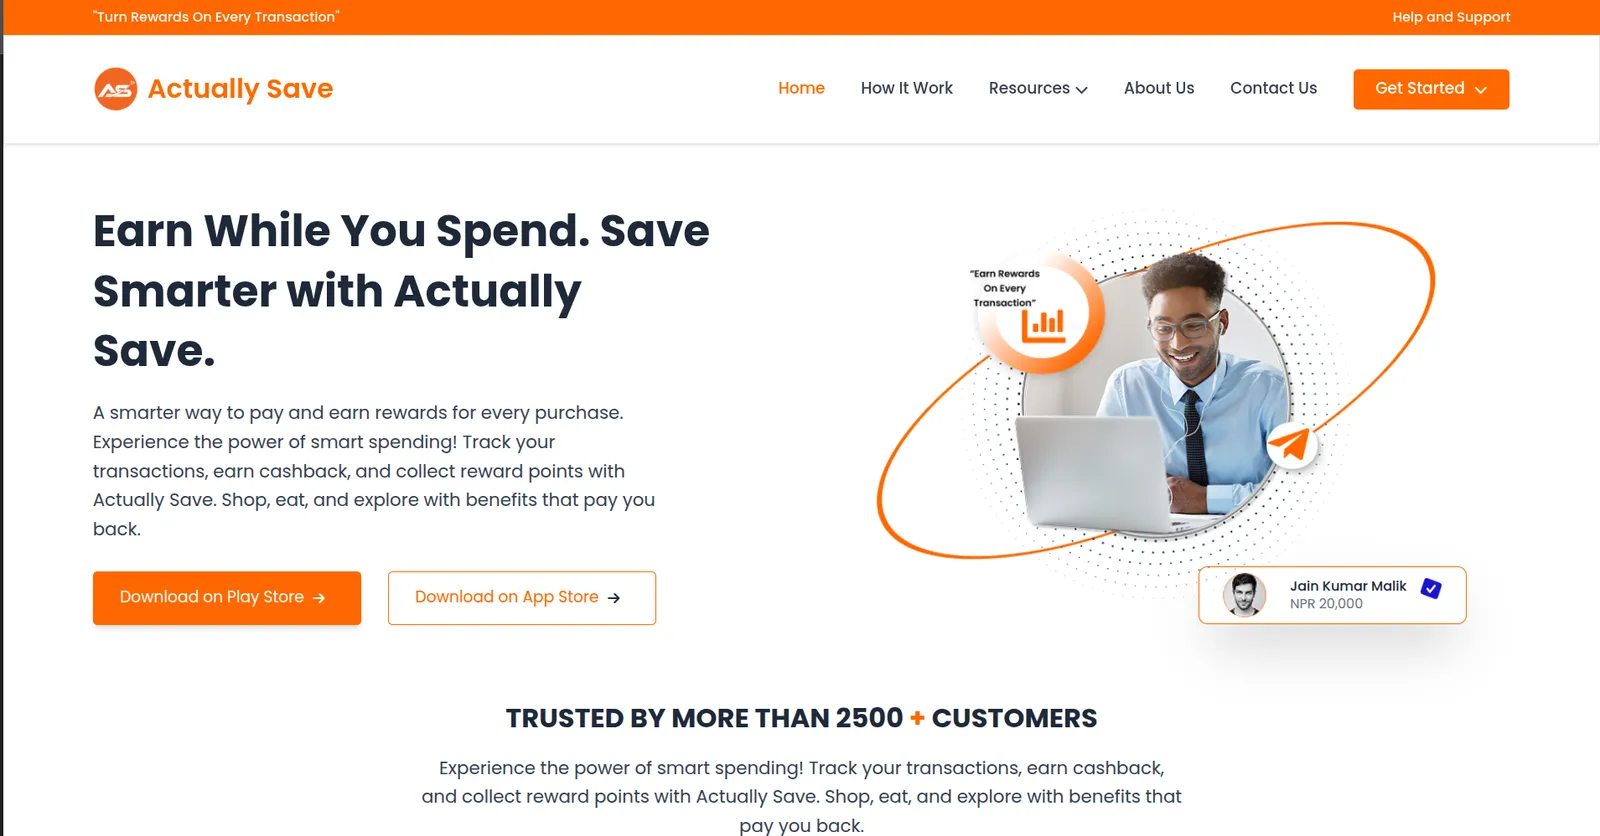 "Turn Rewards On Every Transaction"
Help and Support
AS
Actually Save
Home
How It Work
Resources
About Us
Contact Us
Get Started
Earn While You Spend. Save
Smarter with Actually
Save.
A smarter way to pay and earn rewards for every purchase.
Experience the power of smart spending! Track your
transactions, earn cashback, and collect reward points with
Actually Save. Shop, eat, and explore with benefits that pay you
back.
Download on Play Store →
Download on App Store →
“Earn Rewards
On Every
Transaction”
Jain Kumar Malik
NPR 20,000
TRUSTED BY MORE THAN 2500 + CUSTOMERS
Experience the power of smart spending! Track your transactions, earn cashback,
and collect reward points with Actually Save. Shop, eat, and explore with benefits that
pay you back.